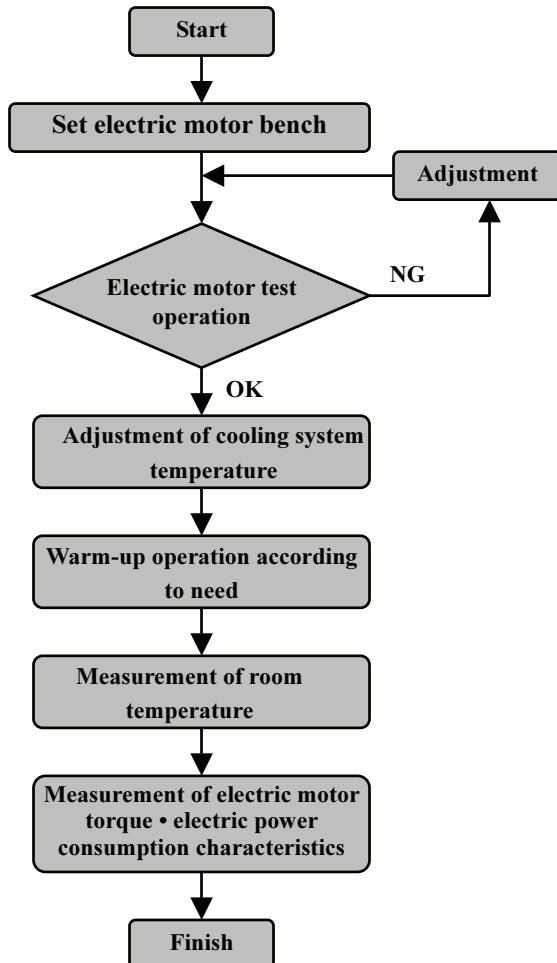 Start
Set electric motor bench
Adjustment
Electric motor test
operation
NG
OK
Adjustment of cooling system
temperature
Warm-up operation according
to need
Measurement of room
temperature
Measurement of electric motor
torque • electric power
consumption characteristics
Finish